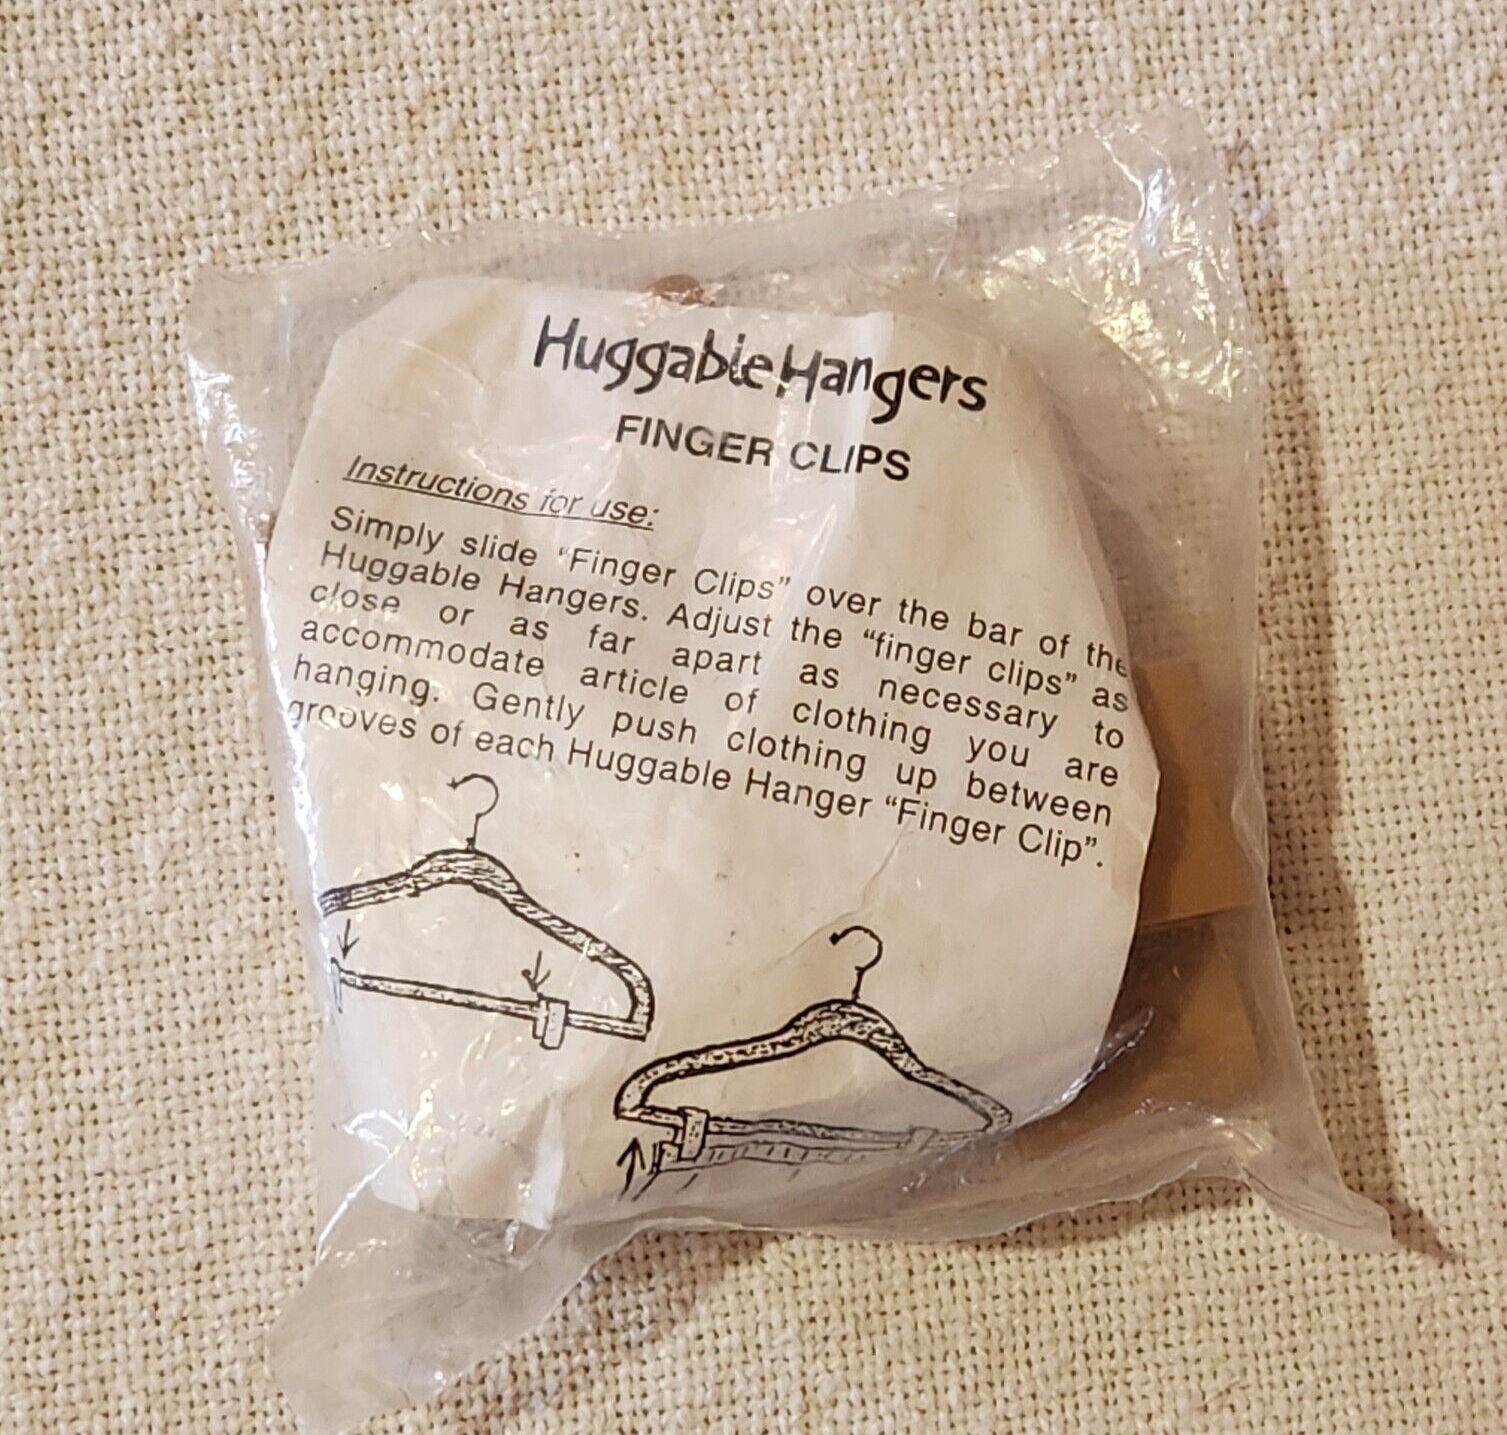 Huggable Hangers
FINGER CLIPS
Instructions for use:
Simply slide “Finger Clips” over the bar of the
Huggable Hangers. Adjust the “finger clips” as
close or as far apart as necessary to
accommodate article of clothing you are
hanging. Gently push clothing up between
grooves of each Huggable Hanger “Finger Clip”.